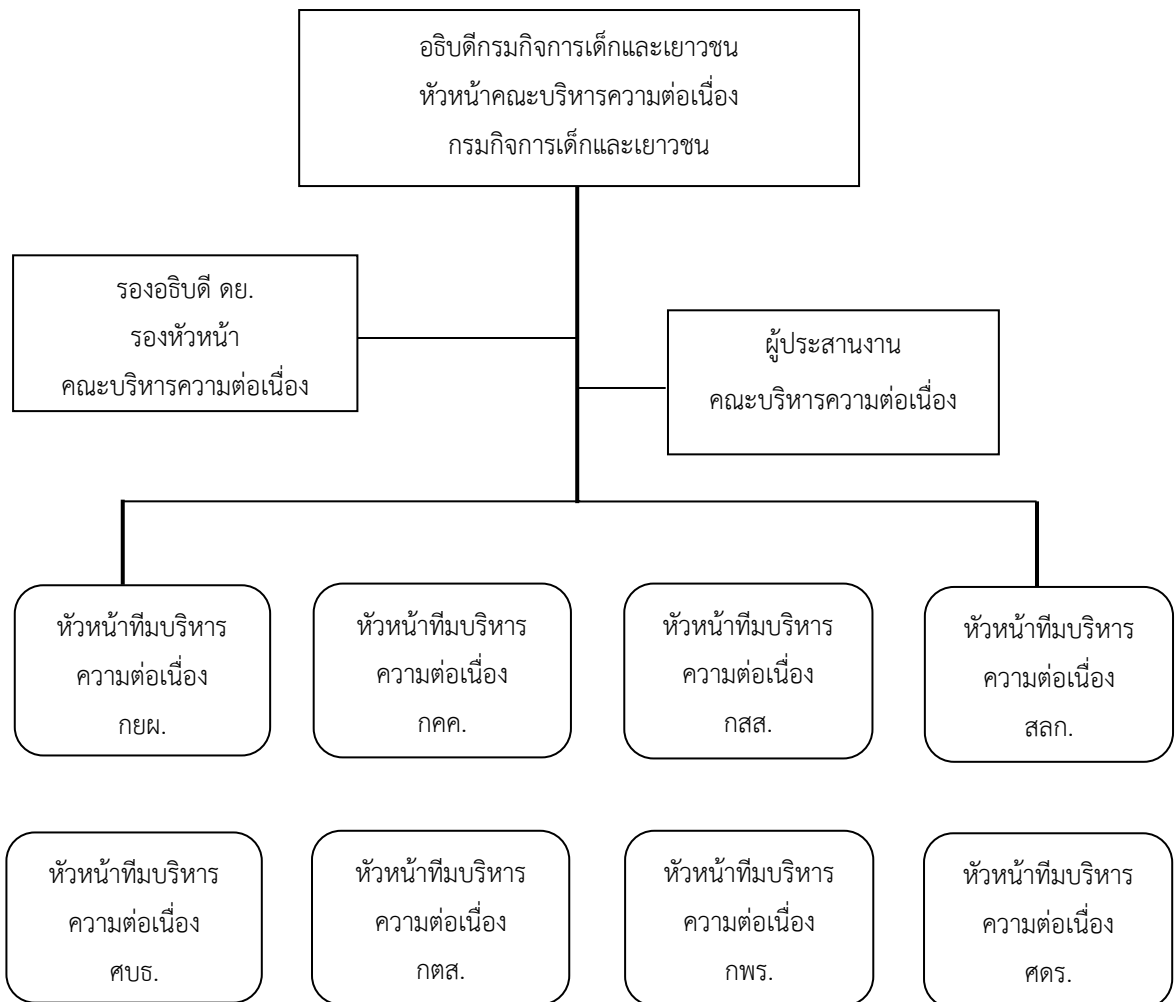 อธิบดีกรมกิจการเด็กและเยาวชน
หัวหน้าคณะบริหารความต่อเนื่อง
กรมกิจการเด็กและเยาวชน
รองอธิบดี ดย.
รองหัวหน้า
คณะบริหารความต่อเนื่อง
ผู้ประสานงาน
คณะบริหารความต่อเนื่อง
หัวหน้าทีมบริหาร
ความต่อเนื่อง
กยผ.
หัวหน้าทีมบริหาร
ความต่อเนื่อง
กคค.
หัวหน้าทีมบริหาร
ความต่อเนื่อง
กสส.
หัวหน้าทีมบริหาร
ความต่อเนื่อง
สลก.
หัวหน้าทีมบริหาร
ความต่อเนื่อง
ศบธ.
หัวหน้าทีมบริหาร
ความต่อเนื่อง
กตส.
หัวหน้าทีมบริหาร
ความต่อเนื่อง
กพร.
หัวหน้าทีมบริหาร
ความต่อเนื่อง
ศดร.